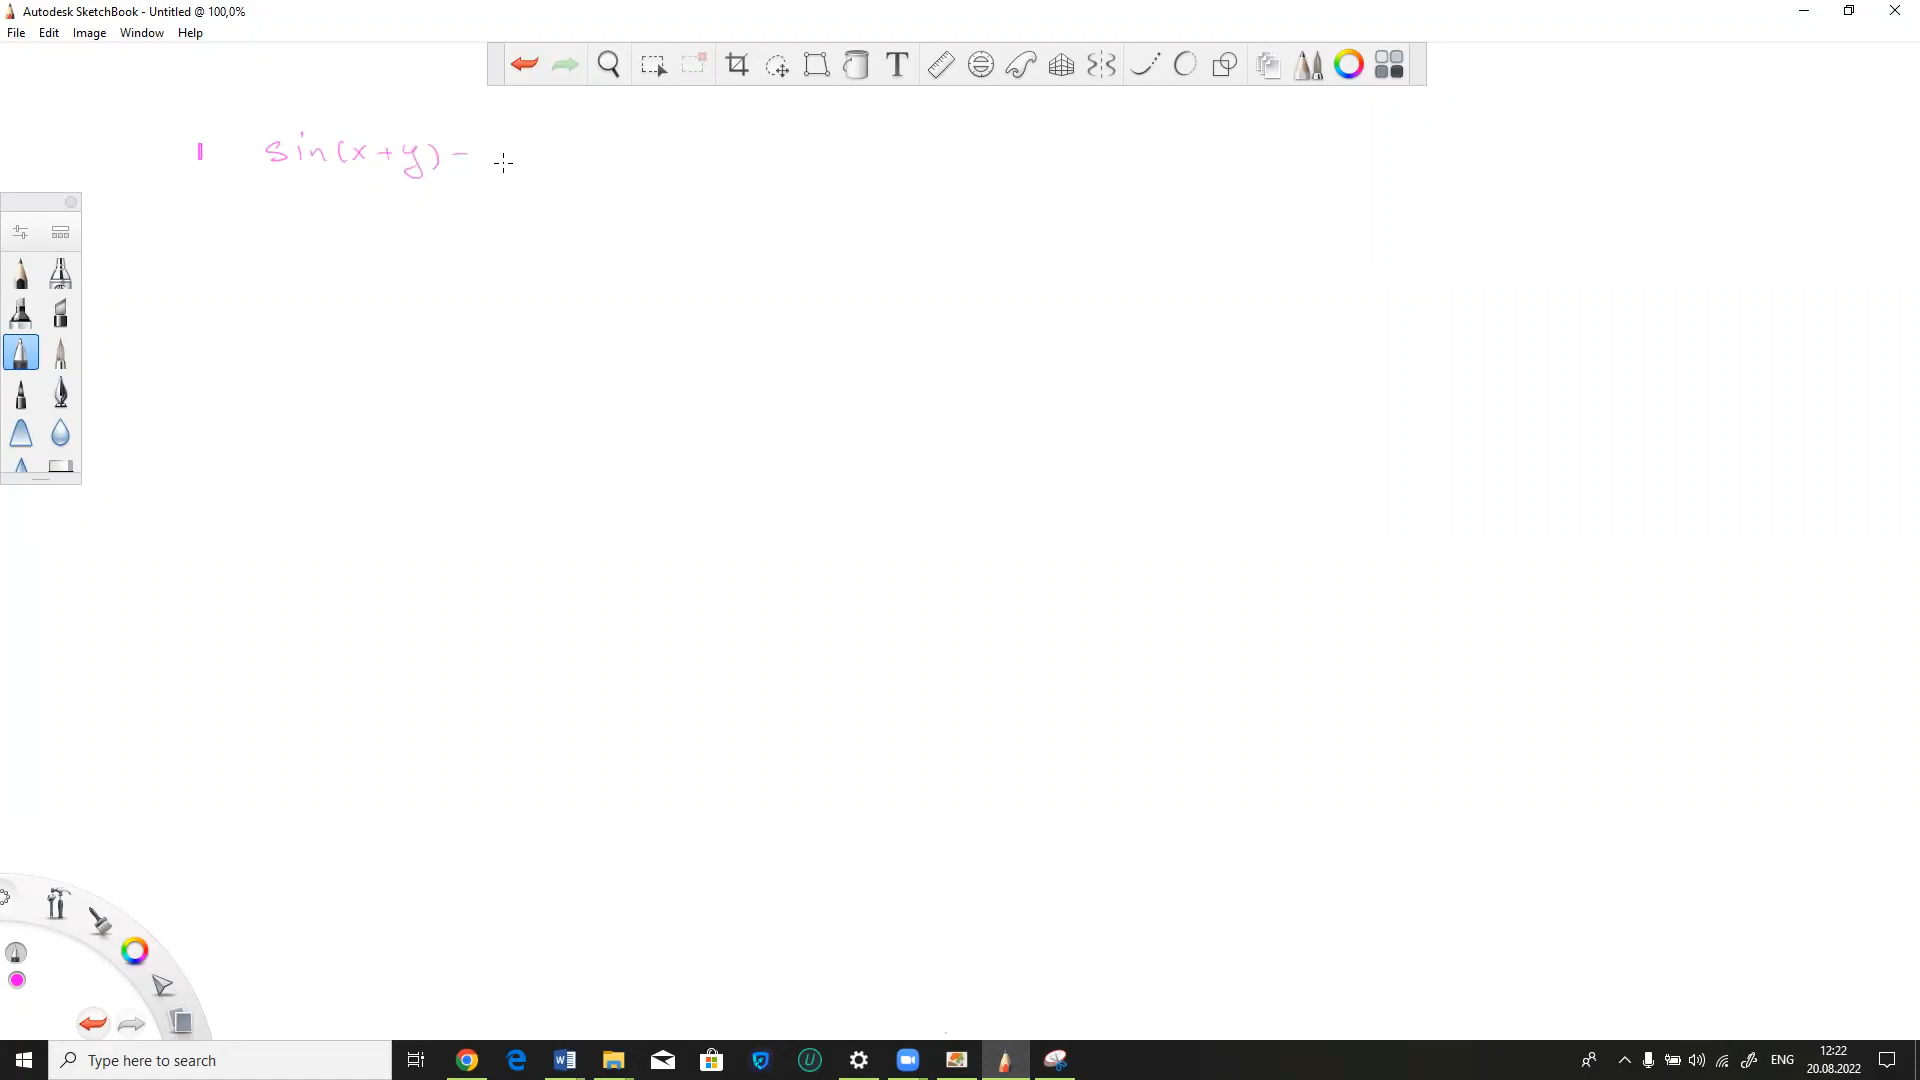 Autodesk SketchBook - Untitled @ 100,0%
File Edit Image Window Help
T
1 sin(x+y) -
Type here to search
ENG
12:22
20.08.2022